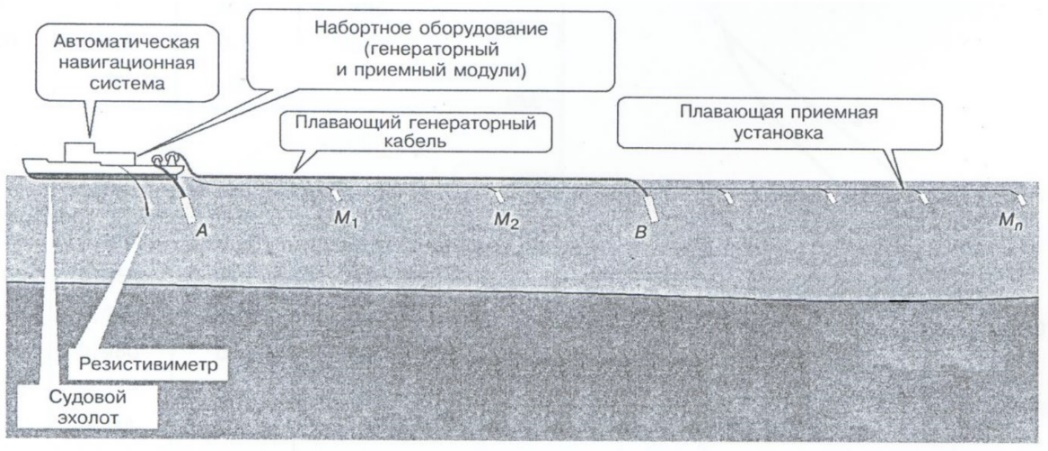 Автоматическая
навигационная
система
Набортное оборудование
(генераторный
и приемный модули)
Плавающий генераторный
кабель
Плавающая приемная
установка
A
M1
M2
B
Mn
Резистивиметр
Судовой
эхолот